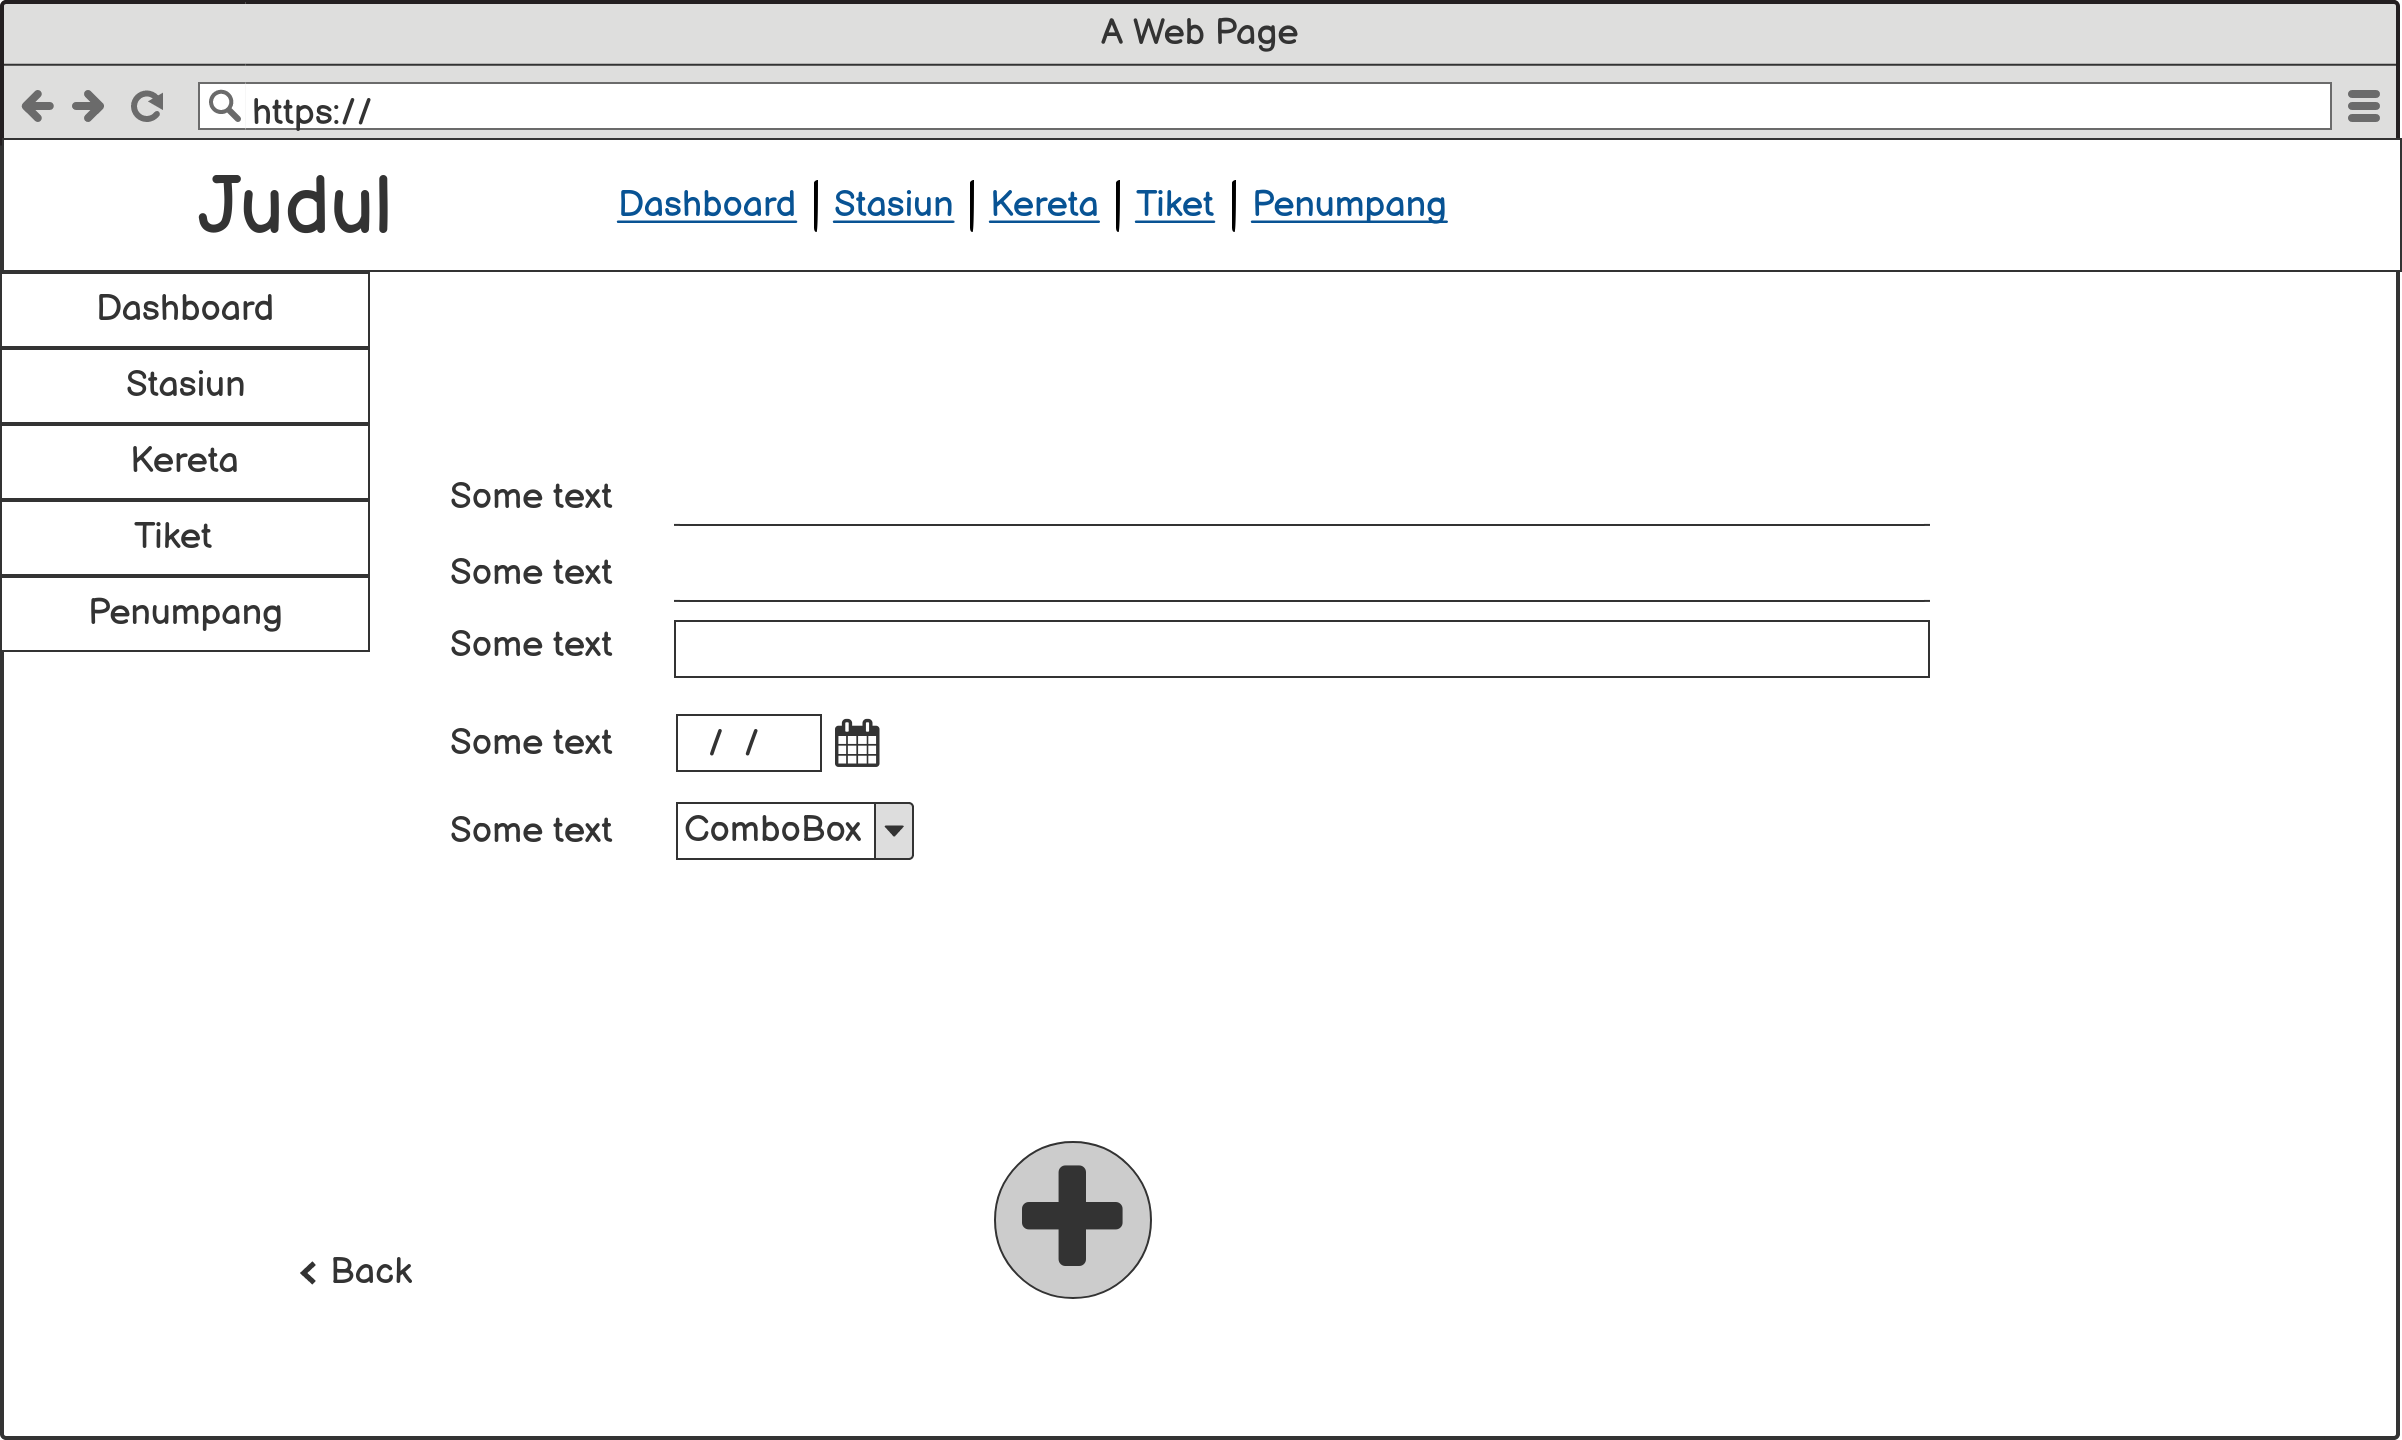 A Web Page
https://
Judul
Dashboard Stasiun Kereta Tiket Penumpang
Dashboard
Stasiun
Kereta
Tiket
Penumpang
Some text
Some text
Some text
Some text / /
Some text ComboBox
Back